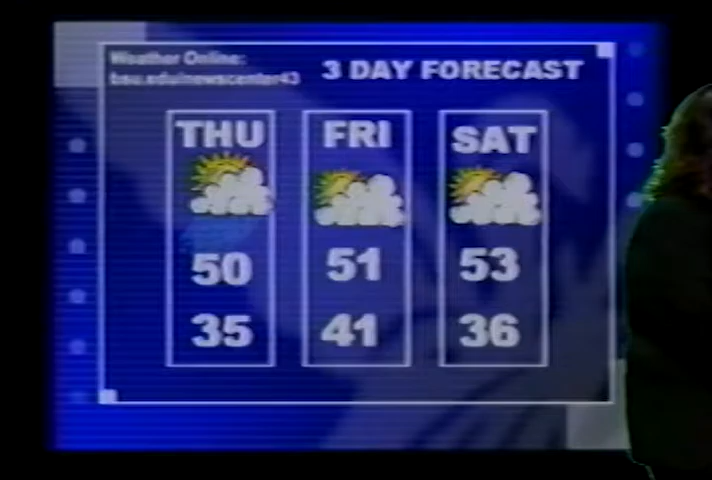 Weather Online:
bsu.edu/newscenter43
3 DAY FORECAST
THU FRI SAT
50 51 53
35 41 36